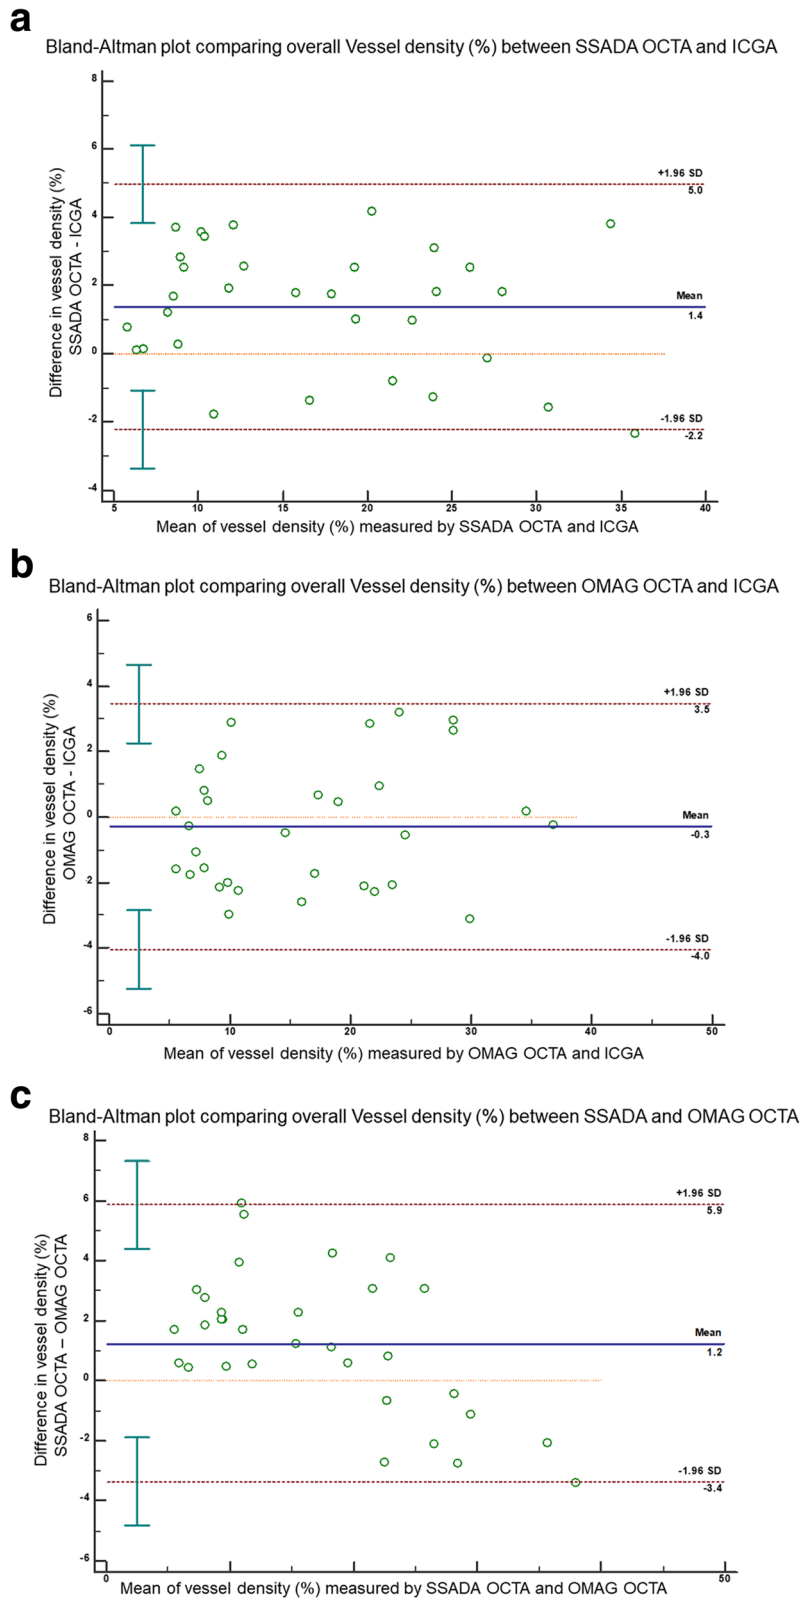 a
Bland-Altman plot comparing overall Vessel density (%) between SSADA OCTA and ICGA
Difference in vessel density (%)
SSADA OCTA - ICGA
8
6
4
2
0
-2
-4
+1.96 SD
5.0
Mean
1.4
-1.96 SD
-2.2
5 10 15 20 25 30 35 40
Mean of vessel density (%) measured by SSADA OCTA and ICGA
b
Bland-Altman plot comparing overall Vessel density (%) between OMAG OCTA and ICGA
Difference in vessel density (%)
OMAG OCTA - ICGA
6
4
2
0
-2
-4
-6
+1.96 SD
3.5
Mean
-0.3
-1.96 SD
-4.0
0 10 20 30 40 50
Mean of vessel density (%) measured by OMAG OCTA and ICGA
c
Bland-Altman plot comparing overall Vessel density (%) between SSADA and OMAG OCTA
Difference in vessel density (%)
SSADA OCTA – OMAG OCTA
8
6
4
2
0
-2
-4
-6
+1.96 SD
5.9
Mean
1.2
-1.96 SD
-3.4
0 50
Mean of vessel density (%) measured by SSADA OCTA and OMAG OCTA